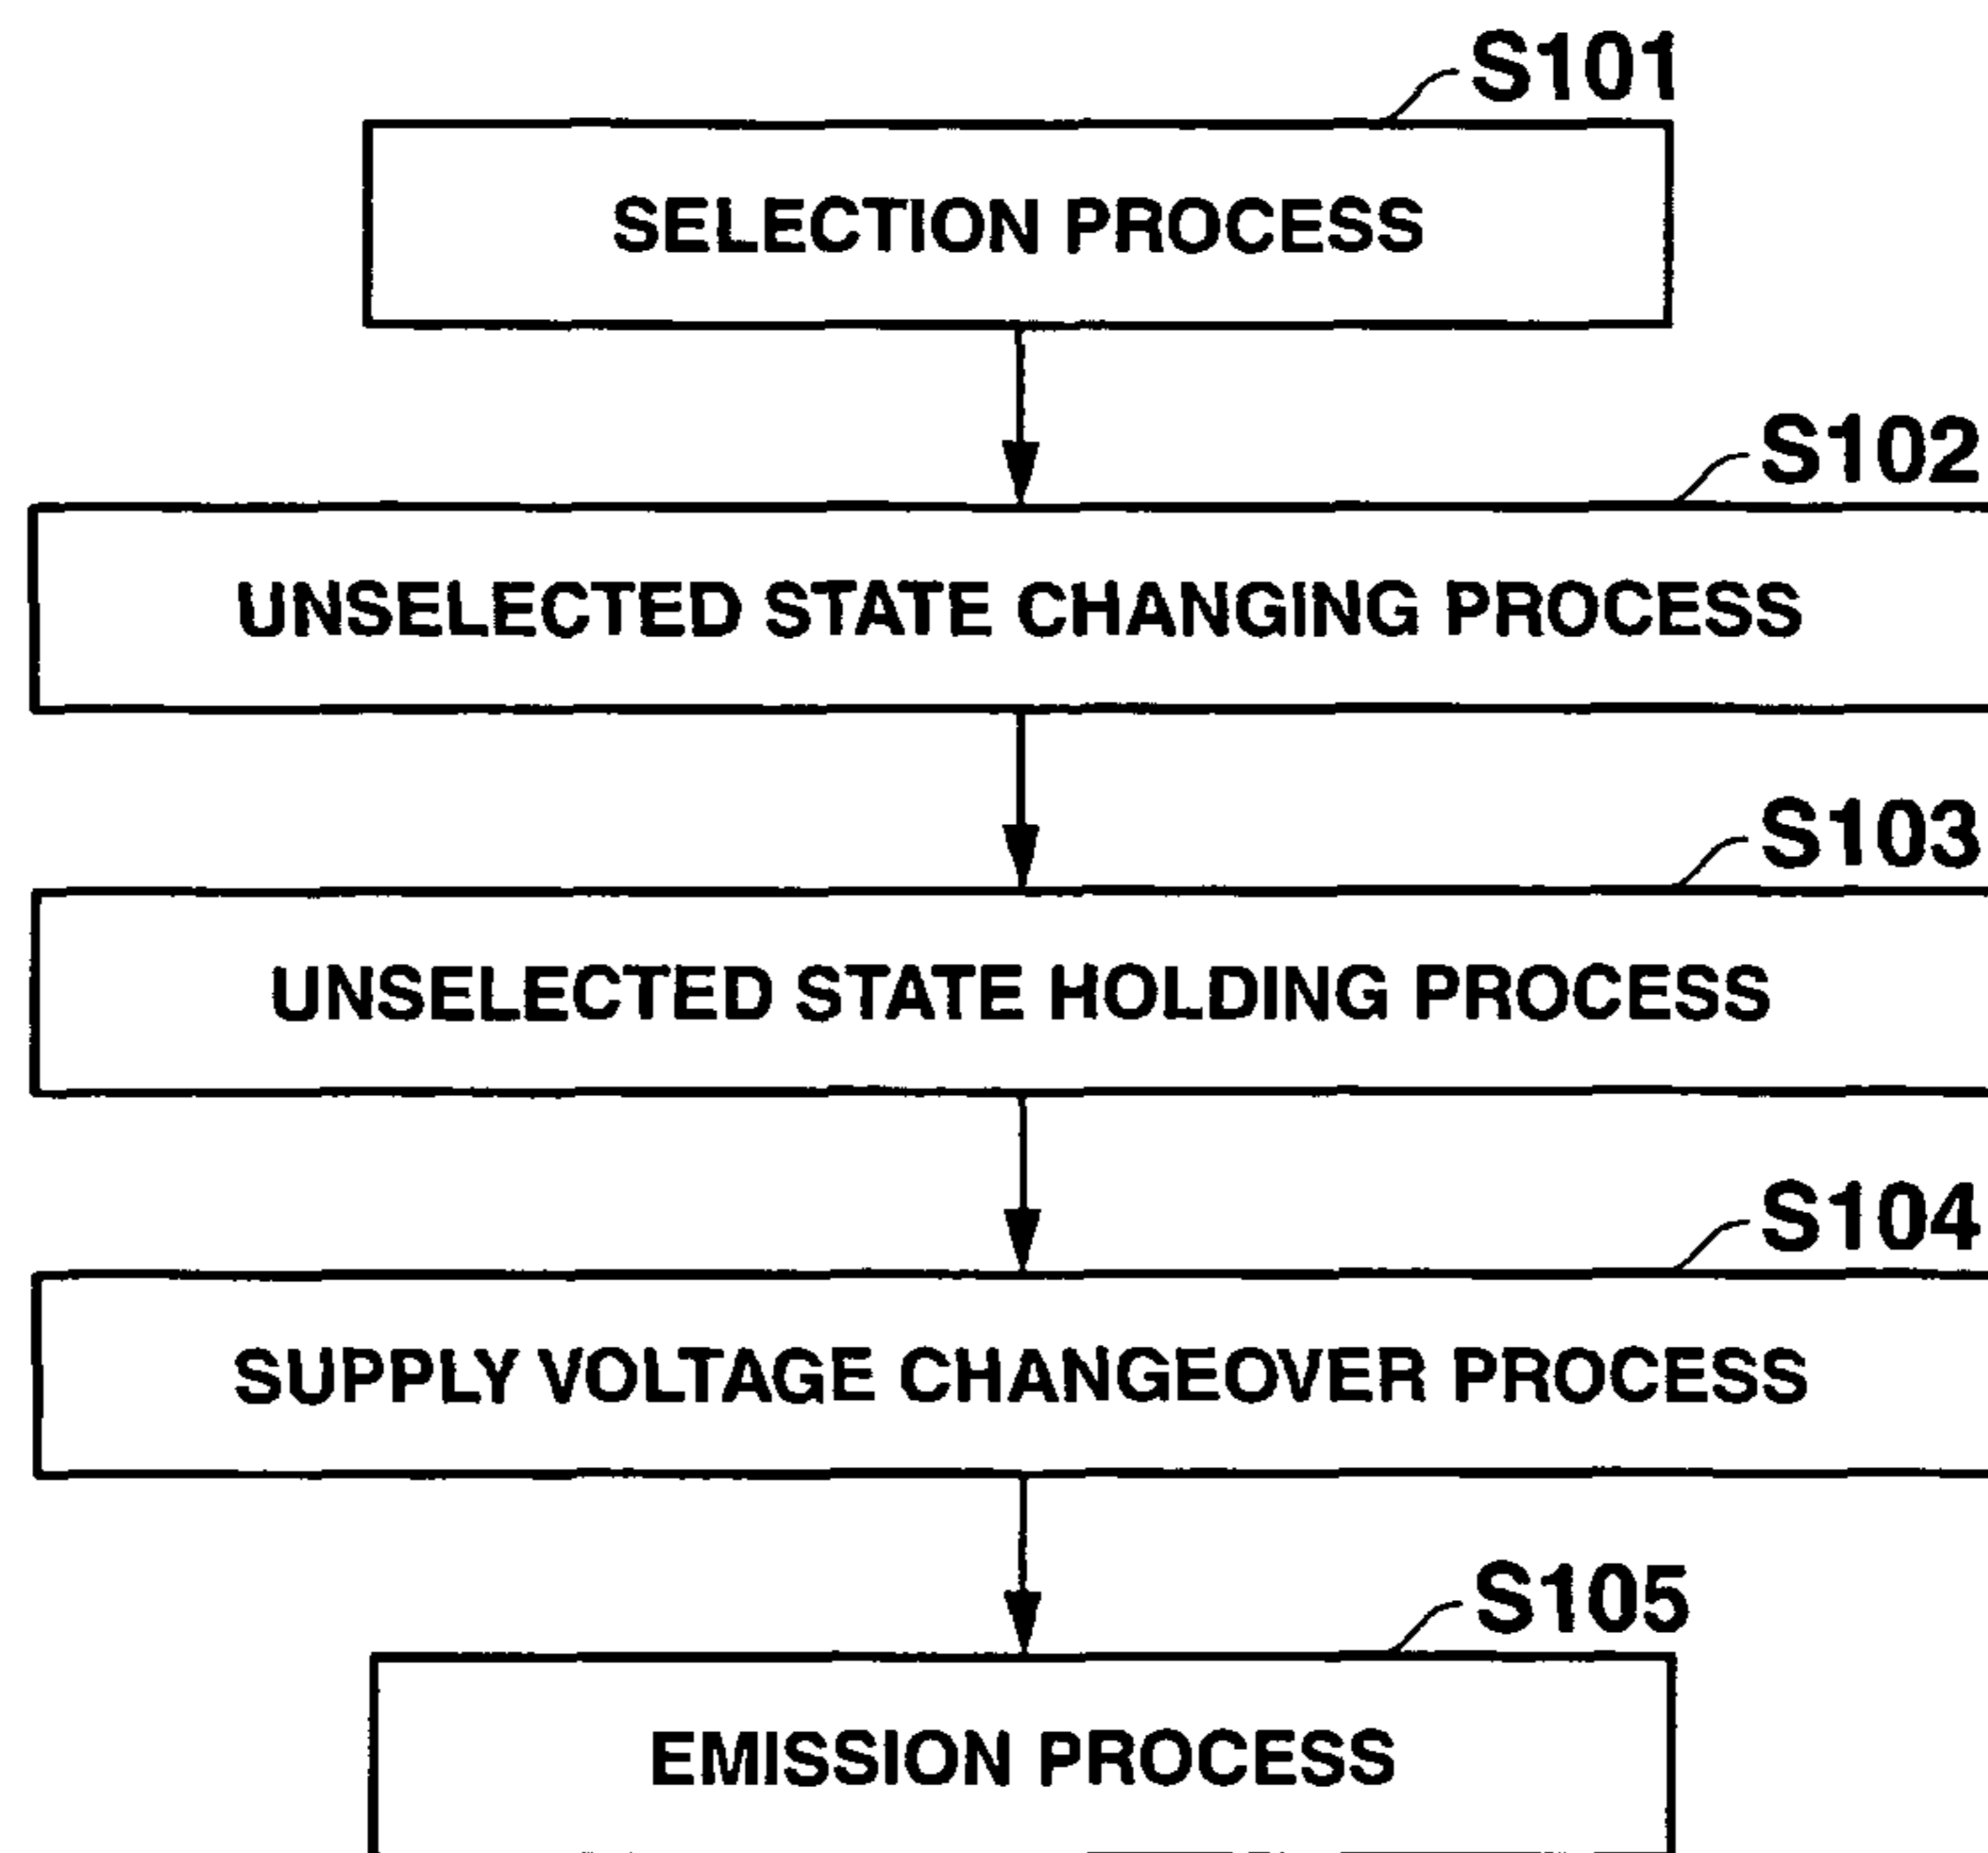 S101
SELECTION PROCESS
S102
UNSELECTED STATE CHANGING PROCESS
S103
UNSELECTED STATE HOLDING PROCESS
S104
SUPPLY VOLTAGE CHANGEOVER PROCESS
S105
EMISSION PROCESS